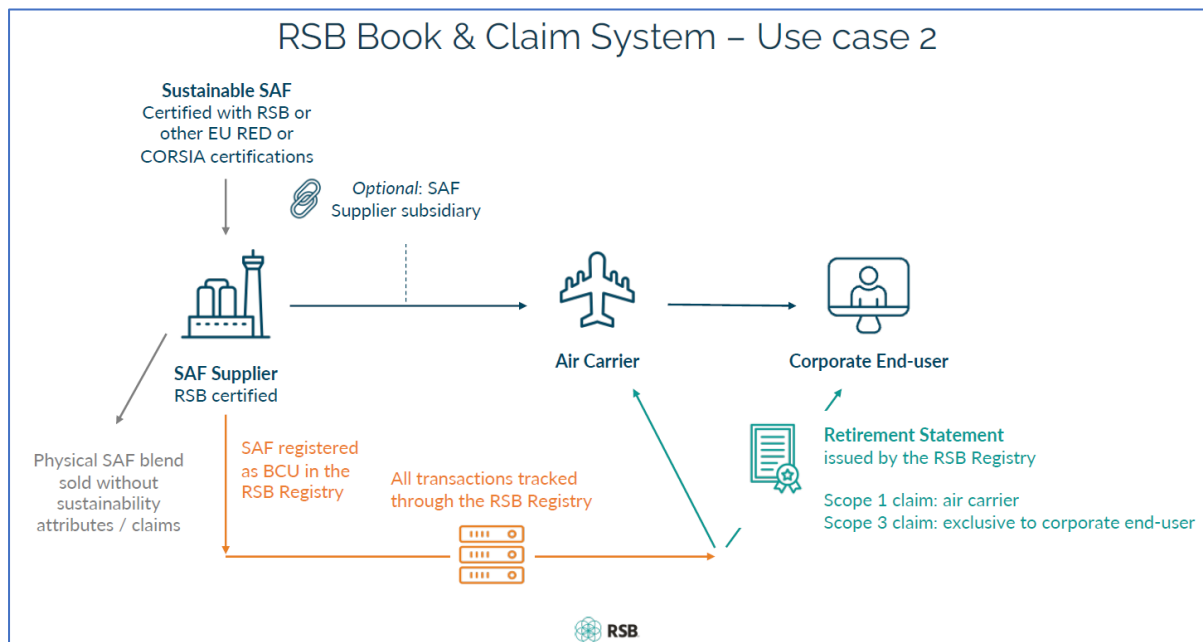 RSB Book & Claim System – Use case 2
Sustainable SAF
Certified with RSB or
other EU RED or
CORSIA certifications
Optional: SAF
Supplier subsidiary
SAF Supplier
RSB certified
Air Carrier
Corporate End-user
Physical SAF blend
sold without
sustainability
attributes / claims
SAF registered
as BCU in the
RSB Registry
All transactions tracked
through the RSB Registry
Retirement Statement
issued by the RSB Registry
Scope 1 claim: air carrier
Scope 3 claim: exclusive to corporate end-user
RSB